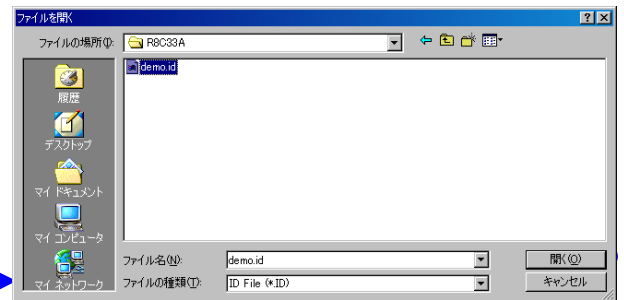 ファイルを開く
ファイルの場所(I):
R8C33A
demo.id
履歴
デスクトップ
マイ ドキュメント
マイ コンピュータ
マイ ネットワーク
ファイル名(N):
demo.id
開く(O)
ファイルの種類(T):
ID File (*.ID)
キャンセル